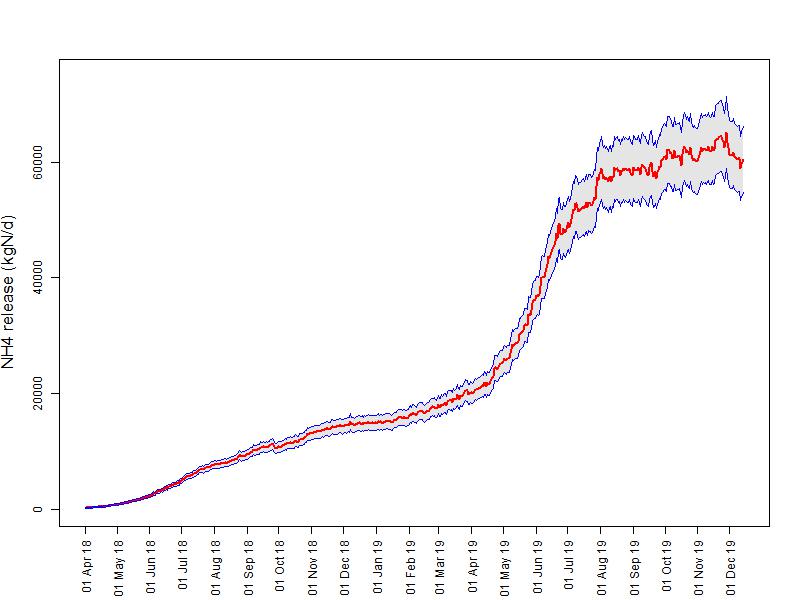 NH4 release (kgN/d)
60000
40000
20000
0
01 Apr 18
01 May 18
01 Jun 18
01 Jul 18
01 Aug 18
01 Sep 18
01 Oct 18
01 Nov 18
01 Dec 18
01 Jan 19
01 Feb 19
01 Mar 19
01 Apr 19
01 May 19
01 Jun 19
01 Jul 19
01 Aug 19
01 Sep 19
01 Oct 19
01 Nov 19
01 Dec 19